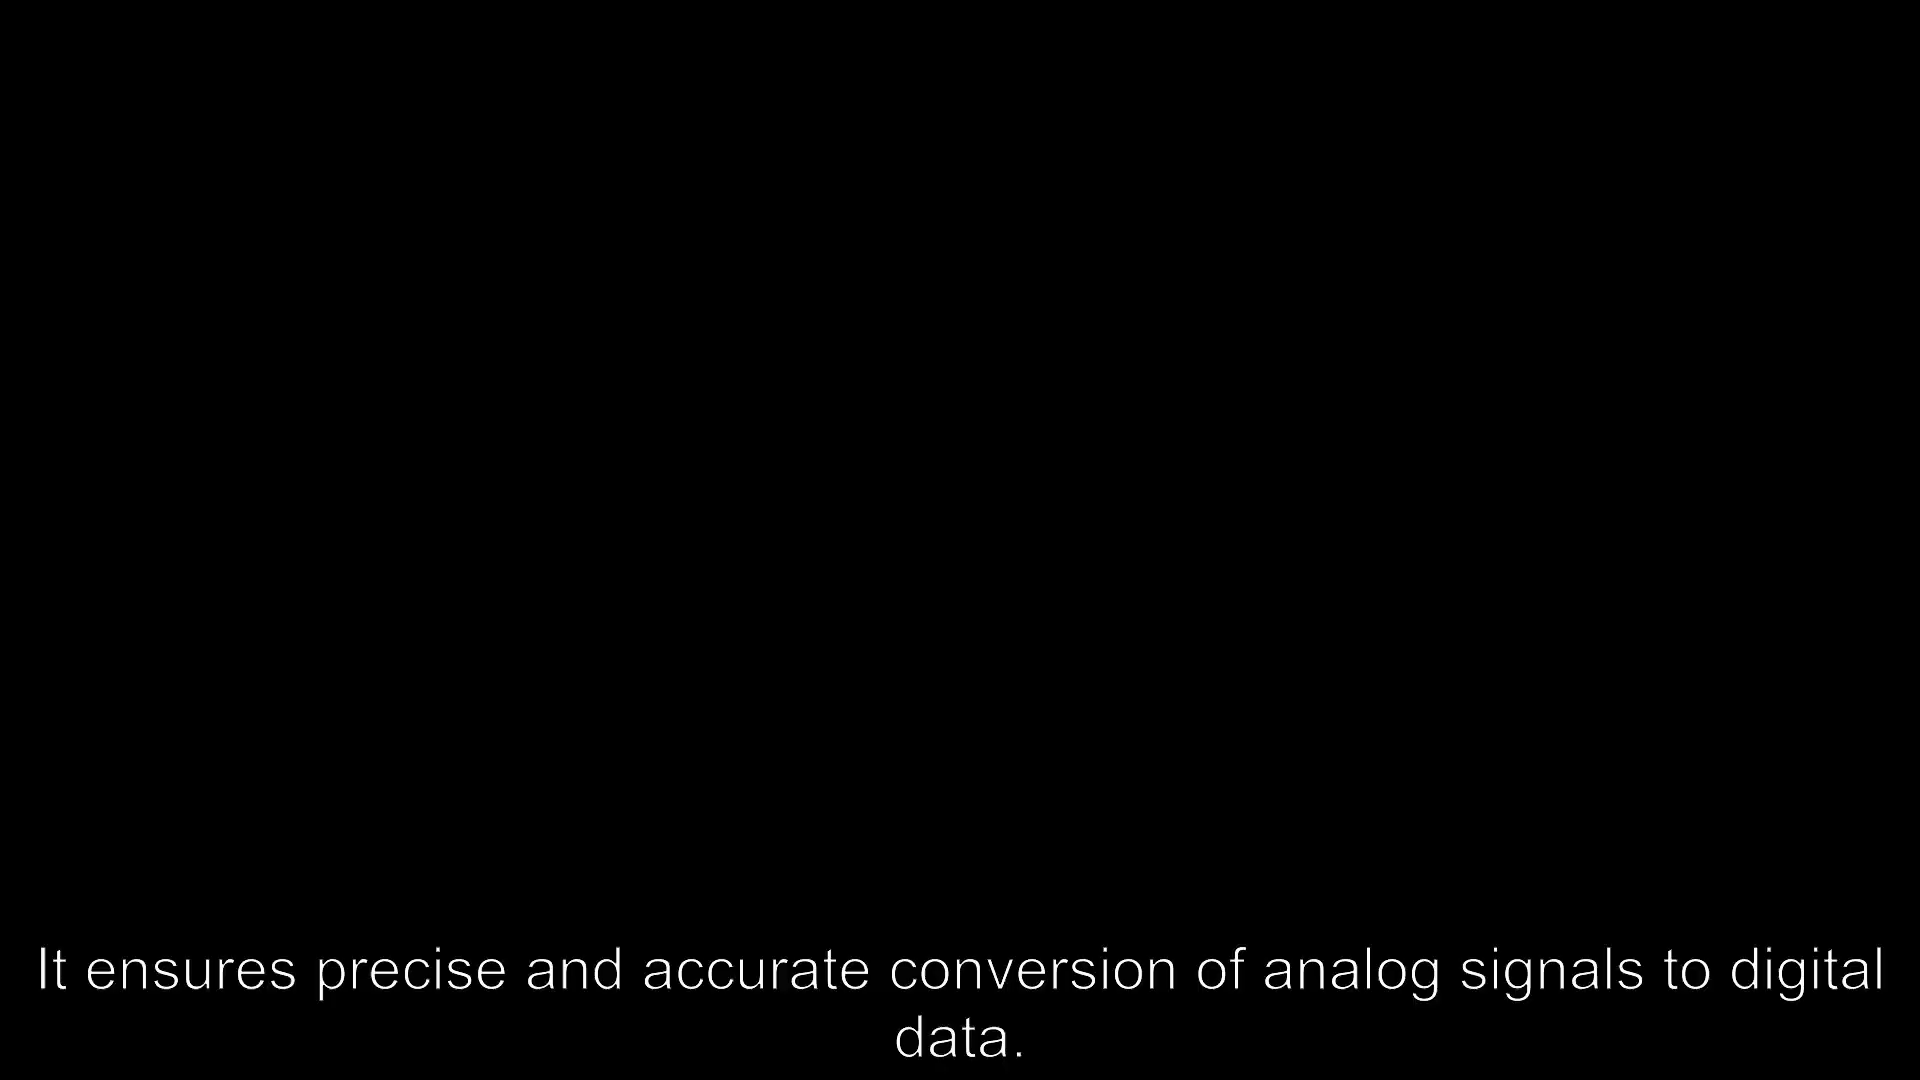 It ensures precise and accurate conversion of analog signals to digital
data.